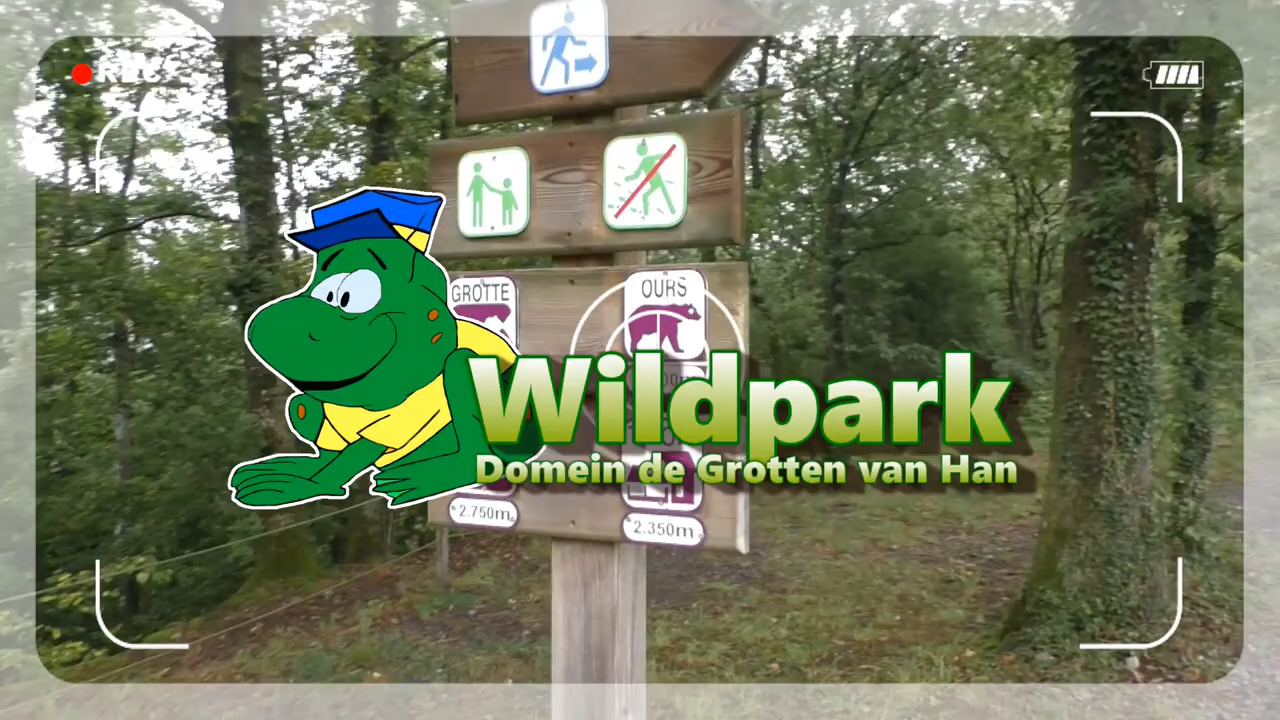 REC
GROTTE
OURS
Wildpark
Domein de Grotten van Han
2.750m
2.350m